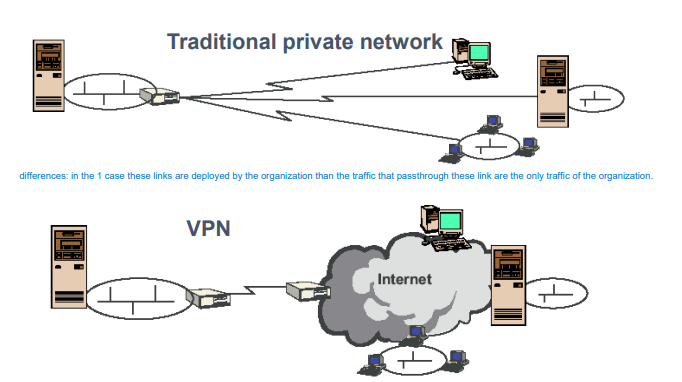 Traditional private network
differences: in the 1 case these links are deployed by the organization than the traffic that passthrough these link are the only traffic of the organization.
VPN
Internet